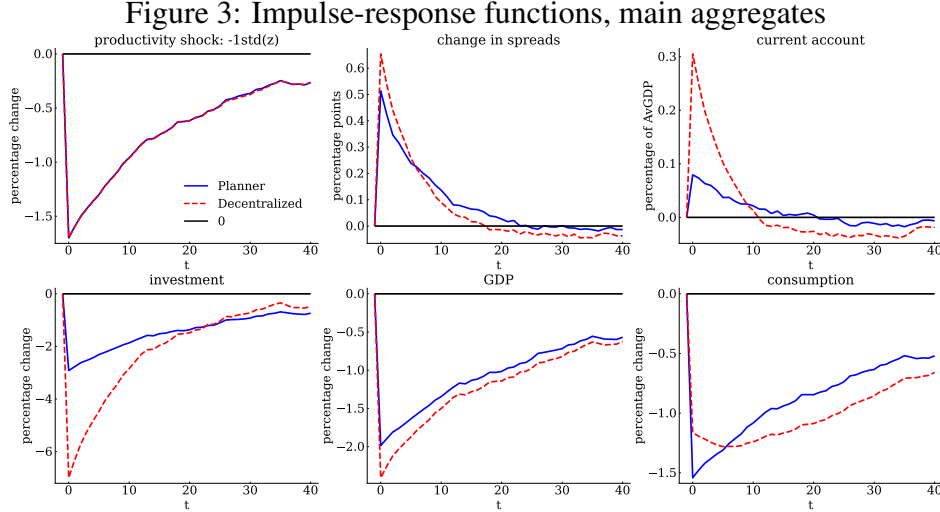 Figure 3: Impulse-response functions, main aggregates
productivity shock: -1std(z)
percentage change
0.0
−0.5
−1.0
−1.5
Planner
Decentralized
0
0 10 20 30 40
t
change in spreads
percentage points
0.6
0.5
0.4
0.3
0.2
0.1
0.0
0 10 20 30 40
t
current account
percentage of AvGDP
0.3
0.2
0.1
0.0
0 10 20 30 40
t
investment
percentage change
0
−2
−4
−6
0 10 20 30 40
t
GDP
percentage change
0.0
−0.5
−1.0
−1.5
−2.0
0 10 20 30 40
t
consumption
percentage change
0.0
−0.5
−1.0
−1.5
0 10 20 30 40
t